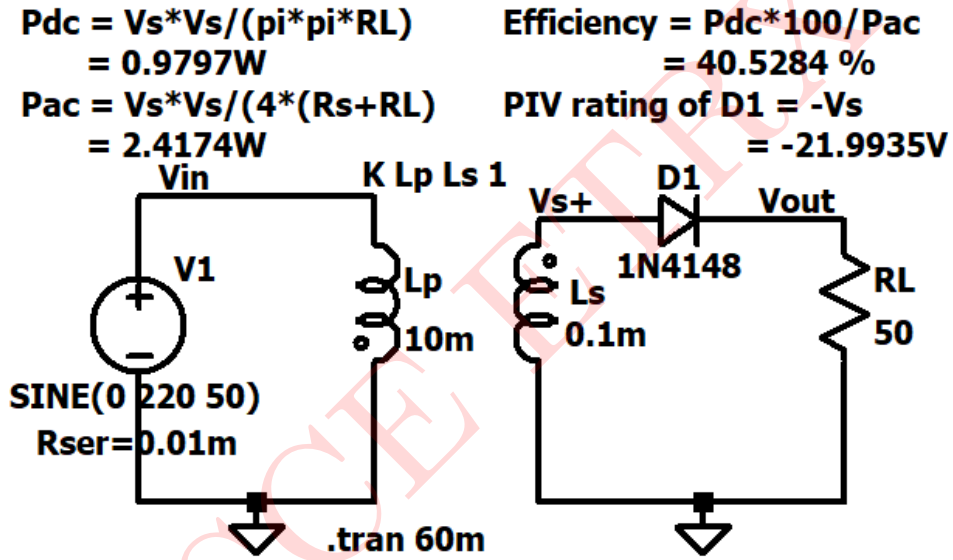 Pdc = Vs*Vs/(pi*pi*RL)
= 0.9797W
Pac = Vs*Vs/(4*(Rs+RL)
= 2.4174W
Efficiency = Pdc*100/Pac
= 40.5284 %
PIV rating of D1 = -Vs
= -21.9935V
Vin
K Lp Ls 1
Vs+
D1
Vout
V1
Lp
10m
Ls
0.1m
1N4148
RL
50
SINE(0 220 50)
Rser=0.01m
.tran 60m
CCE ETRX